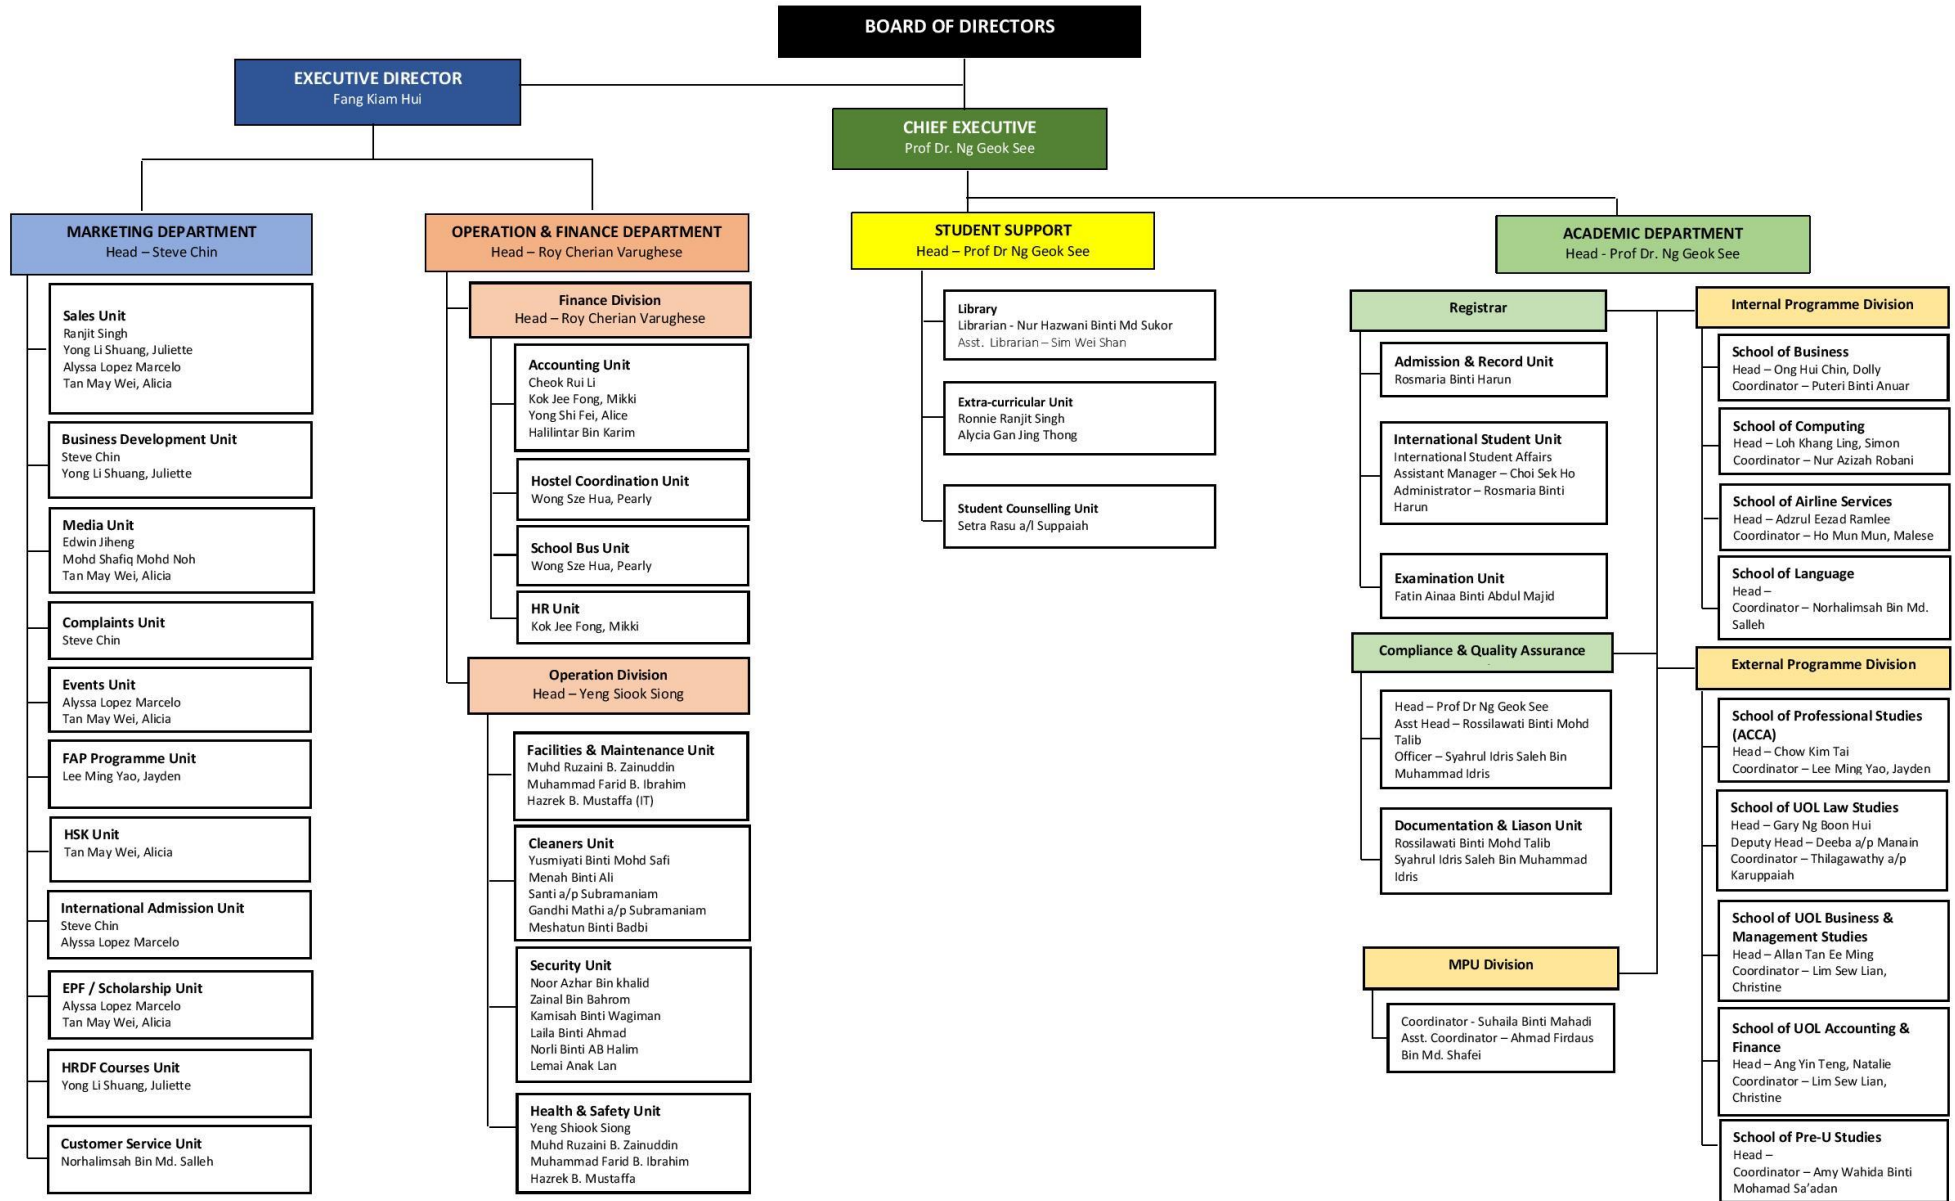 BOARD OF DIRECTORS
EXECUTIVE DIRECTOR
Fang Kiam Hui
CHIEF EXECUTIVE
Prof Dr. Ng Geok See
MARKETING DEPARTMENT
Head – Steve Chin
Sales Unit
Ranjit Singh
Yong Li Shuang, Juliette
Alyssa Lopez Marcelo
Tan May Wei, Alicia
Business Development Unit
Steve Chin
Yong Li Shuang, Juliette
Media Unit
Edwin Jiheng
Mohd Shafiq Mohd Noh
Tan May Wei, Alicia
Complaints Unit
Steve Chin
Events Unit
Alyssa Lopez Marcelo
Tan May Wei, Alicia
FAP Programme Unit
Lee Ming Yao, Jayden
HSK Unit
Tan May Wei, Alicia
International Admission Unit
Steve Chin
Alyssa Lopez Marcelo
EPF / Scholarship Unit
Alyssa Lopez Marcelo
Tan May Wei, Alicia
HRDF Courses Unit
Yong Li Shuang, Juliette
Customer Service Unit
Norhalimsah Bin Md. Salleh
OPERATION & FINANCE DEPARTMENT
Head – Roy Cherian Varughese
Finance Division
Head – Roy Cherian Varughese
Accounting Unit
Cheok Rui Li
Kok Jee Fong, Mikki
Yong Shi Fei, Alice
Halilintar Bin Karim
Hostel Coordination Unit
Wong Sze Hua, Pearly
School Bus Unit
Wong Sze Hua, Pearly
HR Unit
Kok Jee Fong, Mikki
Operation Division
Head – Yeng Siook Siong
Facilities & Maintenance Unit
Muhd Ruzaini B. Zainuddin
Muhammad Farid B. Ibrahim
Hazrek B. Mustaffa (IT)
Cleaners Unit
Yusmiyati Binti Mohd Safi
Menah Binti Ali
Santi a/p Subramaniam
Gandhi Mathi a/p Subramaniam
Meshatun Binti Badbi
Security Unit
Noor Azhar Bin khalid
Zainal Bin Bahrom
Kamisah Binti Wagiman
Laila Binti Ahmad
Norli Binti AB Halim
Lemai Anak Lan
Health & Safety Unit
Yeng Shiook Siong
Muhd Ruzaini B. Zainuddin
Muhammad Farid B. Ibrahim
Hazrek B. Mustaffa
STUDENT SUPPORT
Head – Prof Dr Ng Geok See
Library
Librarian - Nur Hazwani Binti Md Sukor
Asst. Librarian – Sim Wei Shan
Extra-curricular Unit
Ronnie Ranjit Singh
Alycia Gan Jing Thong
Student Counselling Unit
Setra Rasu a/l Suppaiah
ACADEMIC DEPARTMENT
Head - Prof Dr. Ng Geok See
Registrar
Admission & Record Unit
Rosmaria Binti Harun
International Student Unit
International Student Affairs
Assistant Manager – Choi Sek Ho
Administrator – Rosmaria Binti
Harun
Examination Unit
Fatin Ainaa Binti Abdul Majid
Compliance & Quality Assurance
Head – Prof Dr Ng Geok See
Asst Head – Rossilawati Binti Mohd
Talib
Officer – Syahrul Idris Saleh Bin
Muhammad Idris
Documentation & Liason Unit
Rossilawati Binti Mohd Talib
Syahrul Idris Saleh Bin Muhammad
Idris
MPU Division
Coordinator - Suhaila Binti Mahadi
Asst. Coordinator – Ahmad Firdaus
Bin Md. Shafei
Internal Programme Division
School of Business
Head – Ong Hui Chin, Dolly
Coordinator – Puteri Binti Anuar
School of Computing
Head – Loh Khang Ling, Simon
Coordinator – Nur Azizah Robani
School of Airline Services
Head – Adzrul Eezad Ramlee
Coordinator – Ho Mun Mun, Malese
School of Language
Head –
Coordinator – Norhalimsah Bin Md.
Salleh
External Programme Division
School of Professional Studies
(ACCA)
Head – Chow Kim Tai
Coordinator – Lee Ming Yao, Jayden
School of UOL Law Studies
Head – Gary Ng Boon Hui
Deputy Head – Deeba a/p Manain
Coordinator – Thilagawathy a/p
Karuppaiah
School of UOL Business &
Management Studies
Head – Allan Tan Ee Ming
Coordinator – Lim Sew Lian,
Christine
School of UOL Accounting &
Finance
Head – Ang Yin Teng, Natalie
Coordinator – Lim Sew Lian,
Christine
School of Pre-U Studies
Head –
Coordinator – Amy Wahida Binti
Mohamad Sa’adan